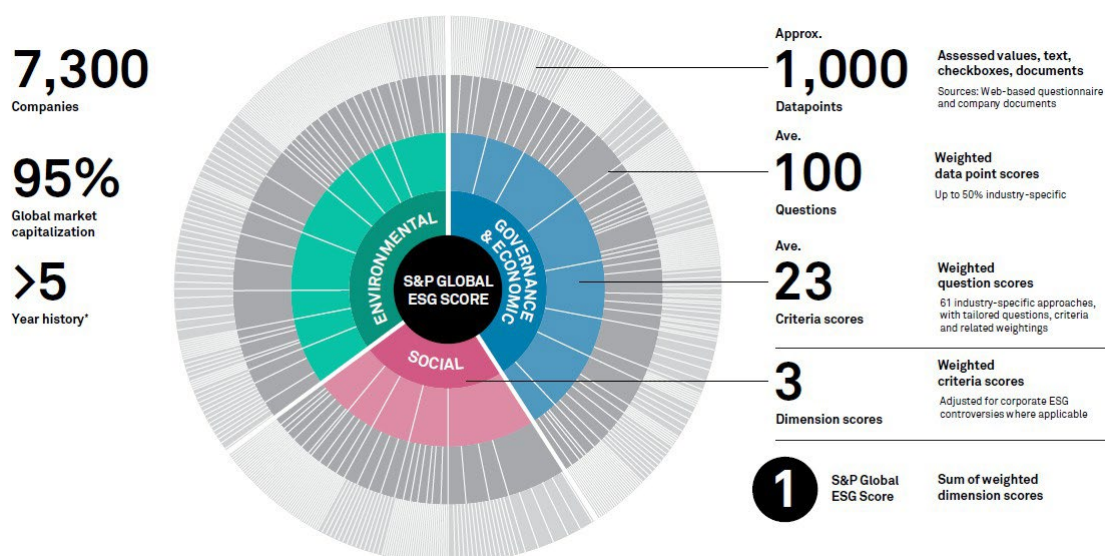 7,300
Companies
95%
Global market
capitalization
>5
Year history*
ENVIRONMENTAL
GOVERNANCE
& ECONOMIC
S&P GLOBAL
ESG SCORE
SOCIAL
Approx.
1,000
Datapoints
Assessed values, text,
checkboxes, documents
Sources: Web-based questionnaire
and company documents
Ave.
100
Questions
Weighted
data point scores
Up to 50% industry-specific
Ave.
23
Criteria scores
Weighted
question scores
61 industry-specific approaches,
with tailored questions, criteria
and related weightings
3
Dimension scores
Weighted
criteria scores
Adjusted for corporate ESG
controversies where applicable
1
S&P Global
ESG Score
Sum of weighted
dimension scores